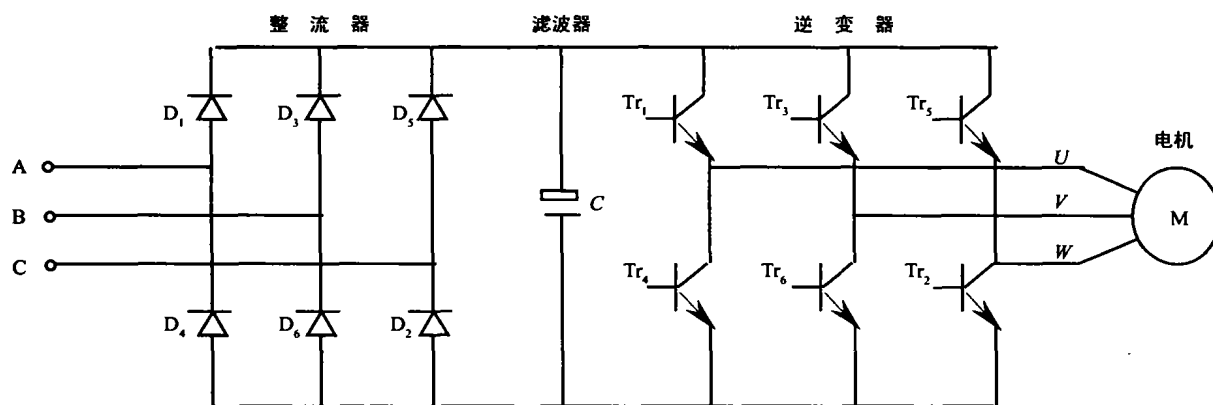 整 流 器 滤波器 逆 变 器
D₁ D₃ D₅ Tr₁ Tr₃ Tr₅
电机
A U
B C V M
C W
Tr₄ Tr₆ Tr₂
D₄ D₆ D₂